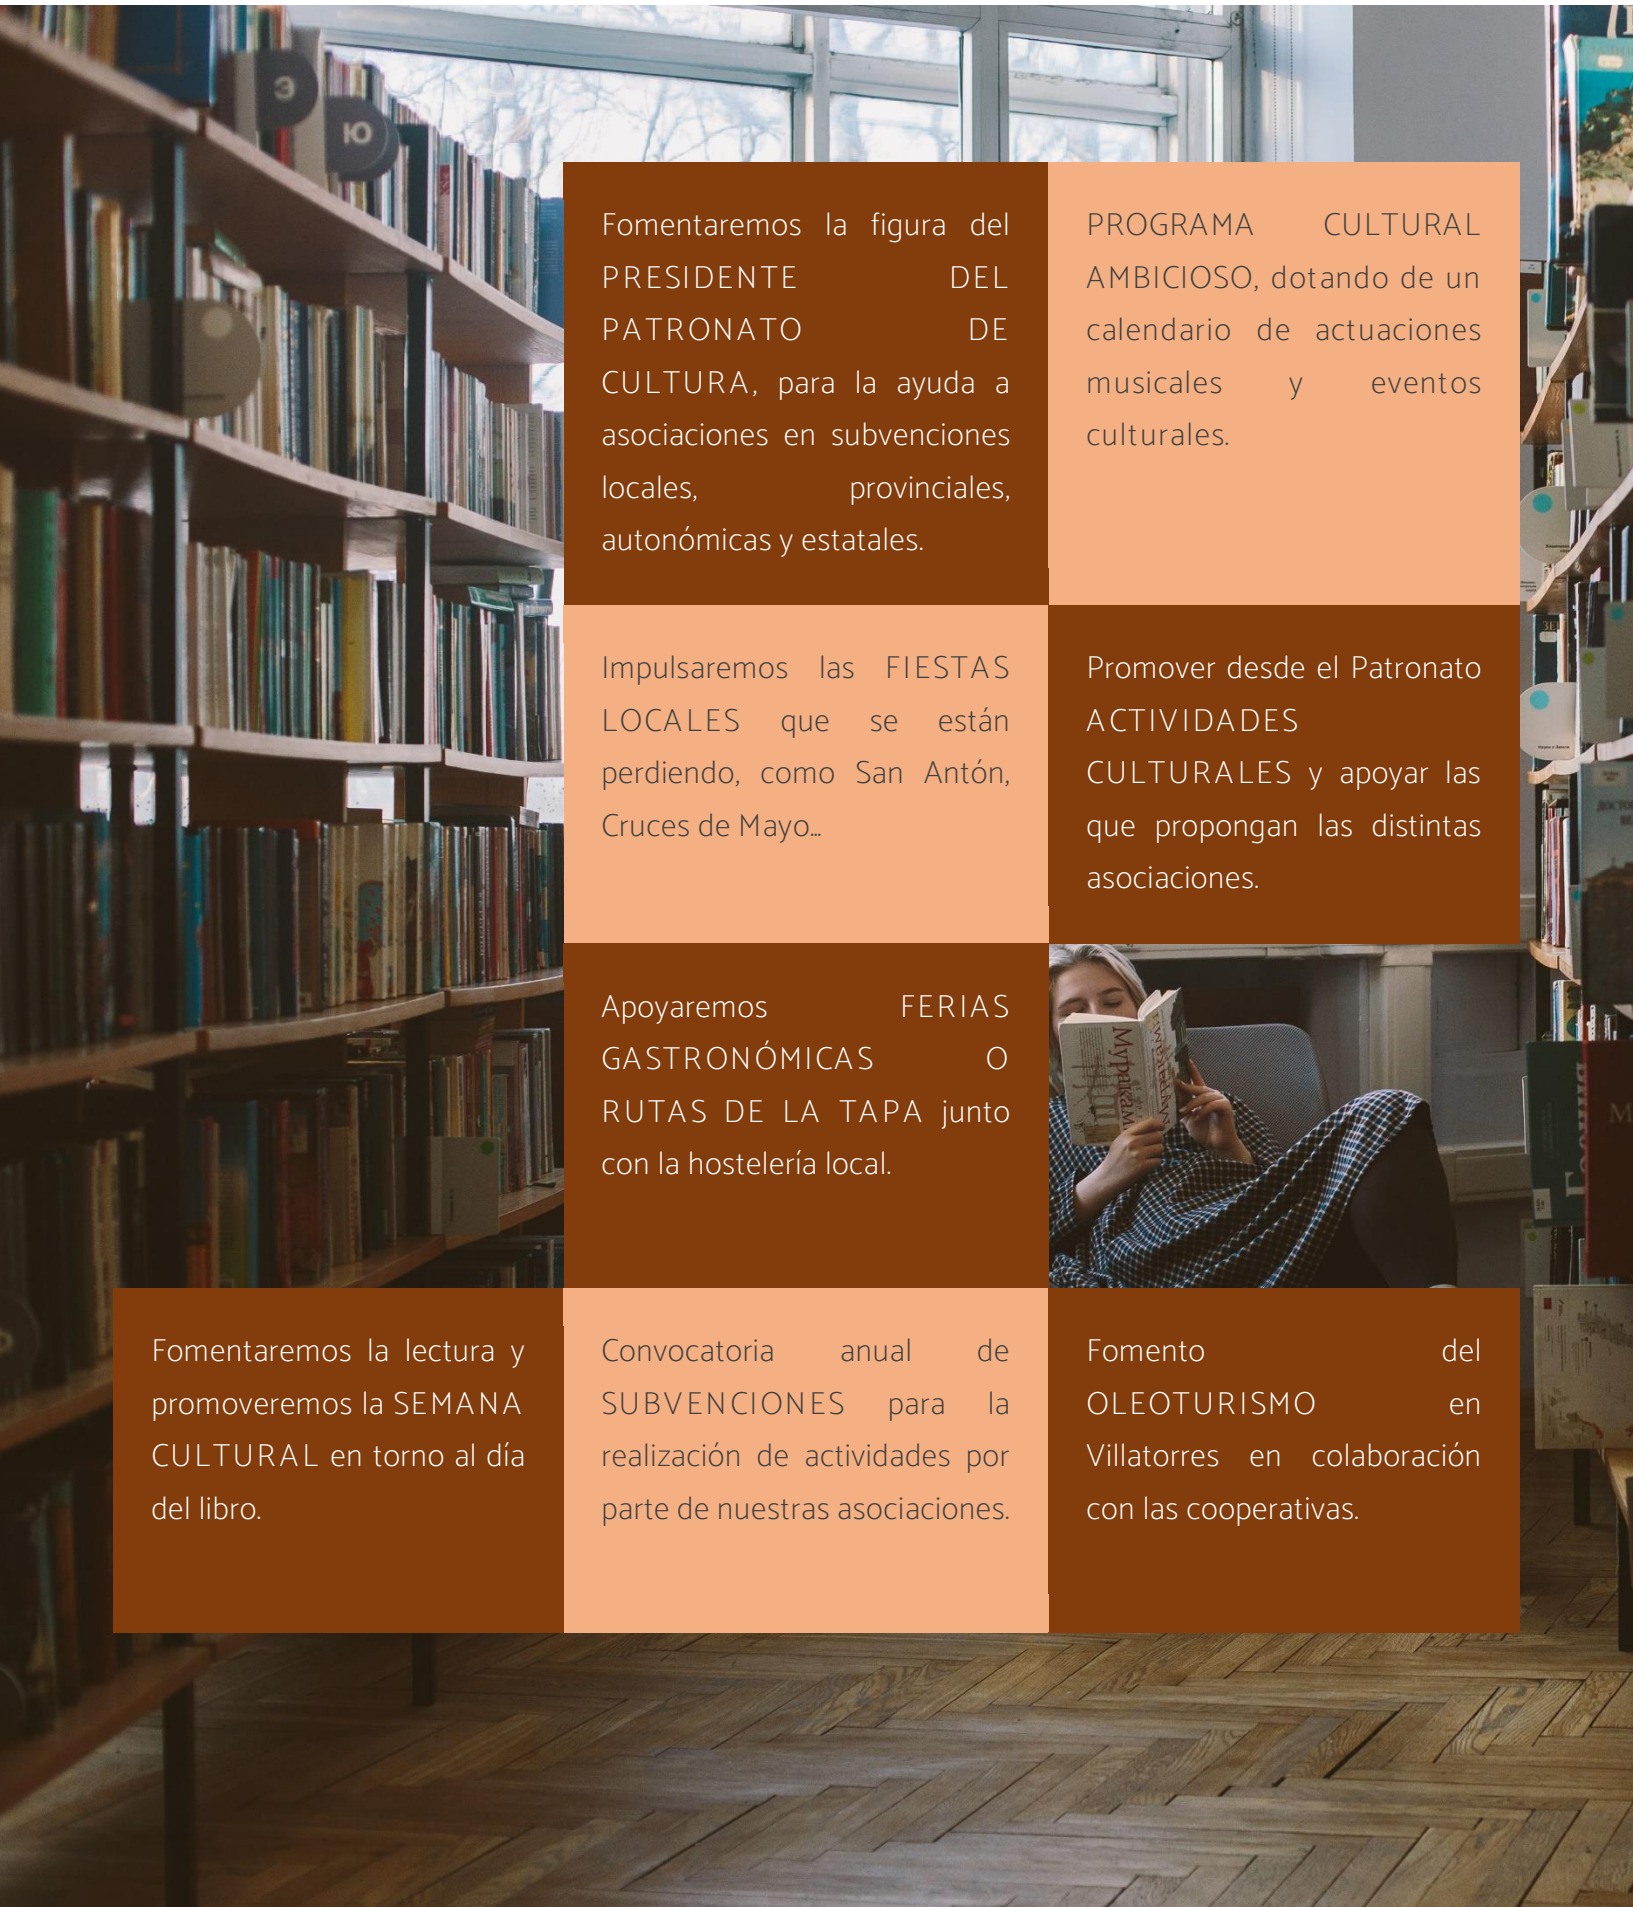 Э
Ю
Fomentaremos la figura del
PRESIDENTE DEL
PATRONATO DE
CULTURA, para la ayuda a
asociaciones en subvenciones
locales, provinciales,
autonómicas y estatales.
PROGRAMA CULTURAL
AMBICIOSO, dotando de un
calendario de actuaciones
musicales y eventos
culturales.
Impulsaremos las FIESTAS
LOCALES que se están
perdiendo, como San Antón,
Cruces de Mayo...
Promover desde el Patronato
ACTIVIDADES
CULTURALES y apoyar las
que propongan las distintas
asociaciones.
Apoyaremos FERIAS
GASTRONÓMICAS O
RUTAS DE LA TAPA junto
con la hostelería local.
Мураками
Fomentaremos la lectura y
promoveremos la SEMANA
CULTURAL en torno al día
del libro.
Convocatoria anual de
SUBVENCIONES para la
realización de actividades por
parte de nuestras asociaciones.
Fomento del
OLEOTURISMO en
Villatorres en colaboración
con las cooperativas.